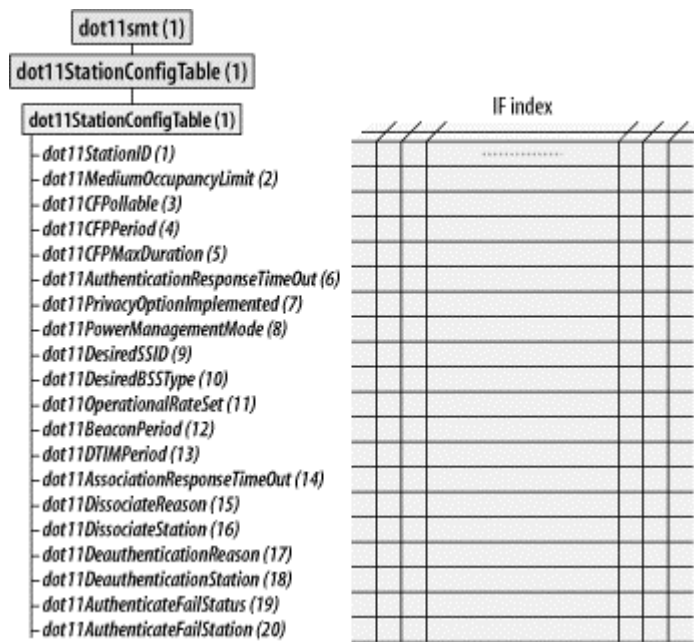 dot11smt (1)
dot11StationConfigTable (1)
dot11StationConfigTable (1)
IF index
dot11StationID (1)
dot11MediumOccupancyLimit (2)
dot11CFPollable (3)
dot11CFPPeriod (4)
dot11CFPMaxDuration (5)
dot11AuthenticationResponseTimeOut (6)
dot11PrivacyOptionImplemented (7)
dot11PowerManagementMode (8)
dot11DesiredSSID (9)
dot11DesiredBSSType (10)
dot11OperationalRateSet (11)
dot11BeaconPeriod (12)
dot11DTIMPeriod (13)
dot11AssociationResponseTimeOut (14)
dot11DissociateReason (15)
dot11DissociateStation (16)
dot11DeauthenticationReason (17)
dot11DeauthenticationStation (18)
dot11AuthenticateFailStatus (19)
dot11AuthenticateFailStation (20)